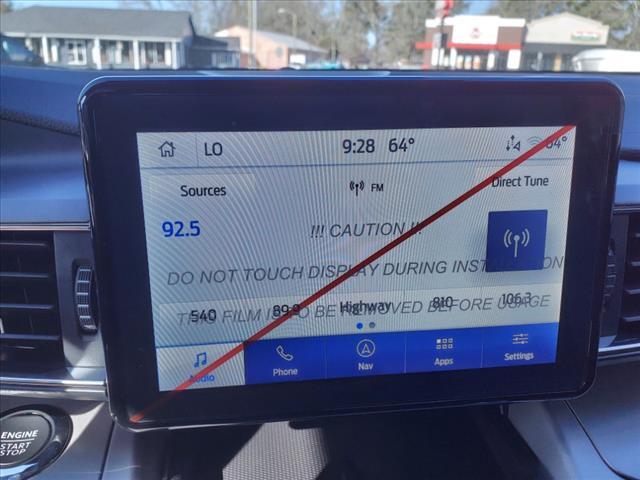 LO 9:28 64° 64°
Sources FM Direct Tune
92.5
!!! CAUTION !!!
DO NOT TOUCH DISPLAY DURING INSTALLATION
540 89.9 Highway 810 106.3
THIS FILM IS TO BE REMOVED BEFORE USAGE
Audio Phone Nav Apps Settings
ENGINE
START
STOP